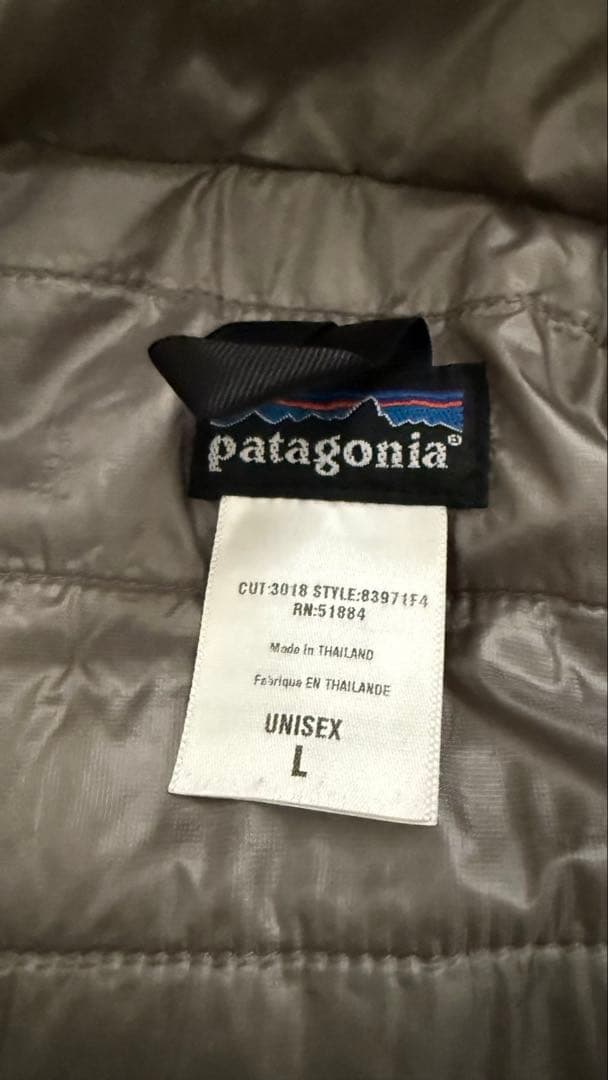 patagonia®
CUT:3018 STYLE:83971F4
RN:51884
Made in THAILAND
Fabrique EN THAILANDE
UNISEX
L